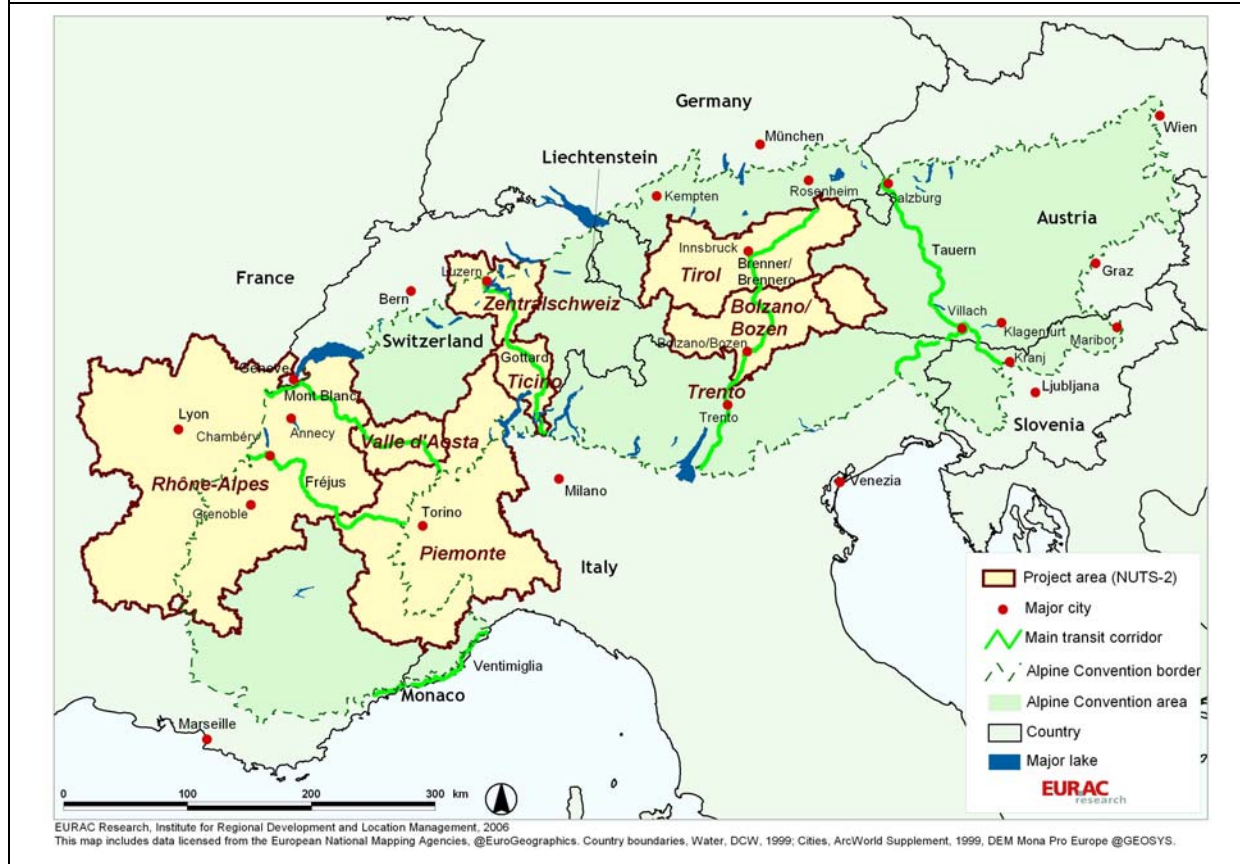 Germany
München
Wien
Liechtenstein
Kempten
Rosenheim
Salzburg
Austria
Innsbruck
Tirol
Brenner/
Brennero
Tauern
Graz
France
Luzern
Bern
Zentralschweiz
Bolzano/
Bozen
Villach
Klagenfurt
Maribor
Switzerland
Bolzano/Bozen
Gottard
Kranj
Genève
Ticino
Ljubljana
Mont Blanc
Trento
Trento
Slovenia
Lyon
Annecy
Chambéry
Valle d'Aosta
Milano
Venezia
Rhône-Alpes
Fréjus
Grenoble
Torino
Piemonte
Italy
Ventimiglia
Monaco
Marseille
Project area (NUTS-2)
Major city
Main transit corridor
Alpine Convention border
Alpine Convention area
Country
Major lake
EURAC
research
0 100 200 300 km
EURAC Research, Institute for Regional Development and Location Management, 2006
This map includes data licensed from the European National Mapping Agencies, @EuroGeographics. Country boundaries, Water, DCW, 1999; Cities, ArcWorld Supplement, 1999, DEM Mona Pro Europe @GEOSYS.